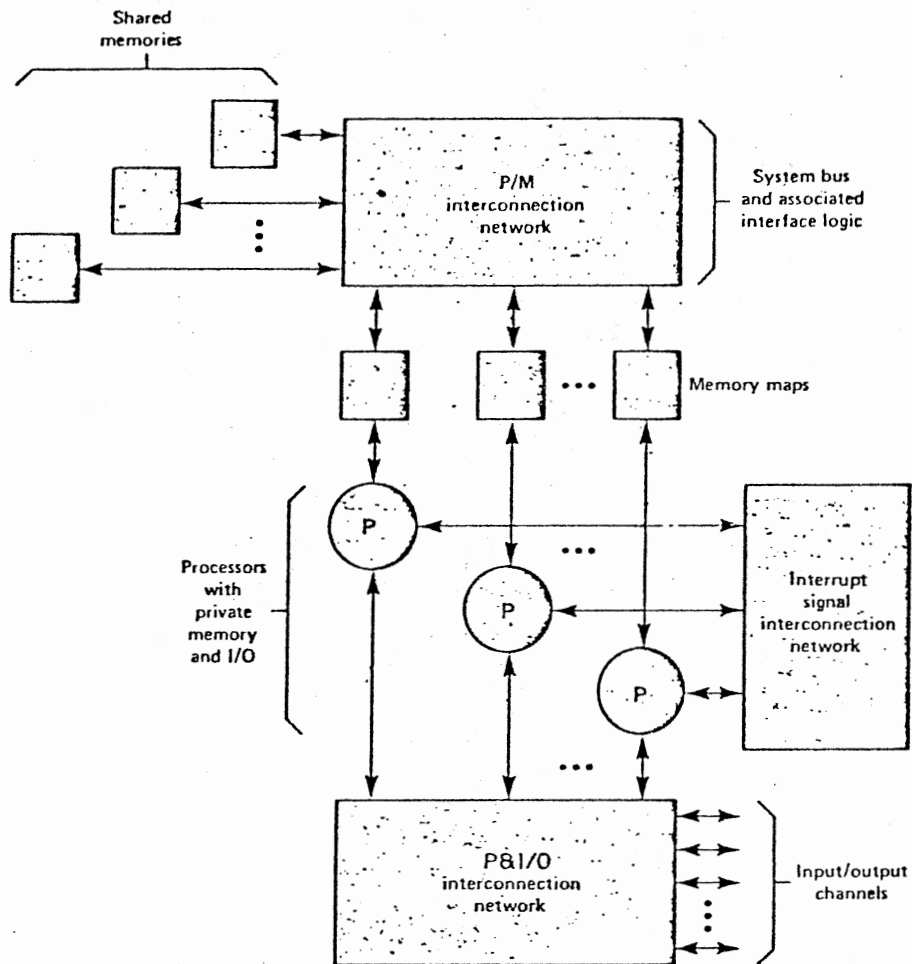 Shared
memories
P/M
interconnection
network
System bus
and associated
interface logic
Memory maps
P
Processors
with
private
memory
and I/O
P
P
Interrupt
signal
interconnection
network
P&I/O
interconnection
network
Input/output
channels